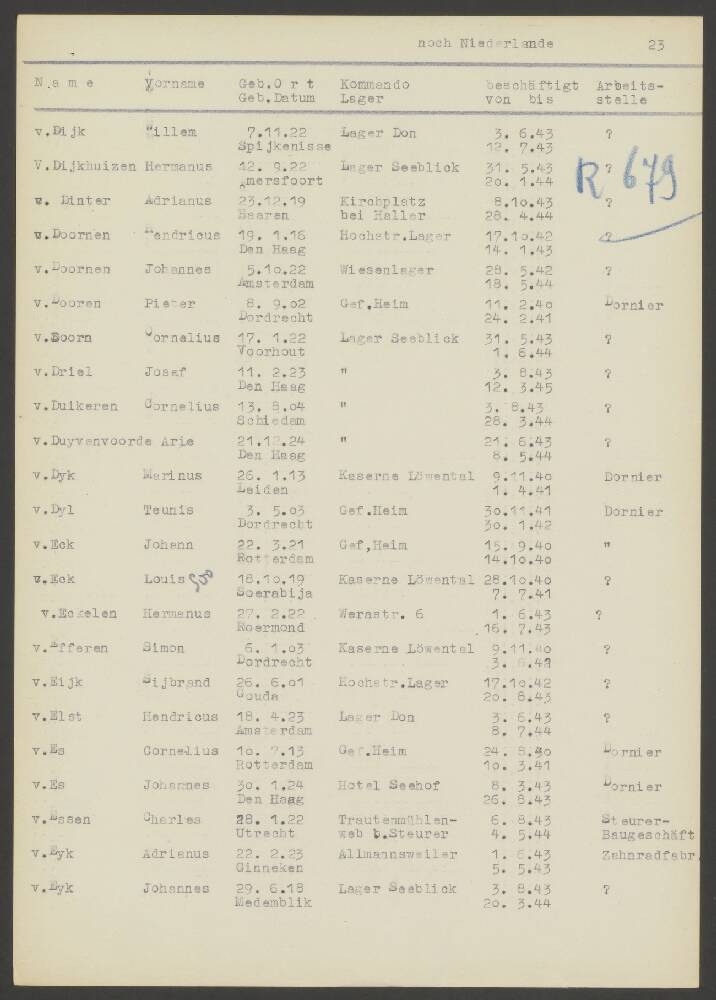 noch Niederlande 23
Name Vorname Geb.Ort Kommando beschäftigt Arbeits-
Geb.Datum Lager von bis stelle
v.Dijk Willem 7.11.22 Lager Don 3. 6.43 ?
Spijkenisse 12. 7.43
V.Dijkhuizen Hermanus 12. 9.22 Lager Seeblick 31. 5.43 ?
Amersfoort 20. 1.44
R 679
v. Dinter Adrianus 23.12.19 Kirchplatz 8.10.43 ?
Haaren bei Haller 28. 4.44
v.Doornen Hendricus 19. 1.16 Hochstr.Lager 17.10.42 ?
Den Haag 14. 1.43
v.Doornen Johannes 5.10.22 Wiesenlager 28. 5.42 ?
Amsterdam 18. 5.44
v.Dooren Pieter 8. 9.02 Gef.Heim 11. 2.40 Dornier
Dordrecht 24. 2.41
v.Doorn Cornelius 17. 1.22 Lager Seeblick 31. 5.43 ?
Voorhout 1. 6.44
v.Driel Josef 11. 2.23 " 3. 8.43 ?
Den Haag 12. 3.45
v.Duikeren Cornelius 13. 8.04 " 3. 8.43 ?
Schiedam 28. 3.44
v.Duyvenvoorde Arie 21.12.24 " 21. 6.43 ?
Den Haag 8. 5.44
v.Dyk Marinus 26. 1.13 Kaserne Löwental 9.11.40 Dornier
Leiden 1. 4.41
v.Dyl Teunis 3. 5.03 Gef.Heim 30.11.41 Dornier
Dordrecht 30. 1.42
v.Eck Johann 22. 3.21 Gef,Heim 15. 9.40 "
Rotterdam 14.10.40
v.Eck Louis 18.10.19 Kaserne Löwental 28.10.40 ?
Soerabija 7. 7.41
v.Eckelen Hermanus 27. 2.22 Werastr. 6 1. 6.43 ?
Roermond 16. 7.43
v.Efferen Simon 6. 1.03 Kaserne Löwental 9.11.40 ?
Dordrecht 3. 6.41
v.Eijk Sijbrand 26. 6.01 Hochstr.Lager 17.10.42 ?
Gouda 20. 8.43
v.Elst Hendricus 18. 4.23 Lager Don 3. 6.43 ?
Amsterdam 8. 7.44
v.Es Cornelius 10. 7.13 Gef.Heim 24. 8.40 Dornier
Rotterdam 10. 3.41
v.Es Johannes 30. 1.24 Hotel Seehof 8. 3.43 Dornier
Den Haag 26. 8.43
v.Essen Charles 28. 1.22 Trautenmühlen- 6. 8.43 Steurer-
Utrecht web b.Steurer 4. 5.44 Baugeschäft
v.Eyk Adrianus 22. 2.23 Allmannsweiler 1. 6.43 Zahnradfabr.
Ginneken 5. 5.43
v.Eyk Johannes 29. 6.18 Lager Seeblick 3. 8.43 ?
Medemblik 20. 3.44